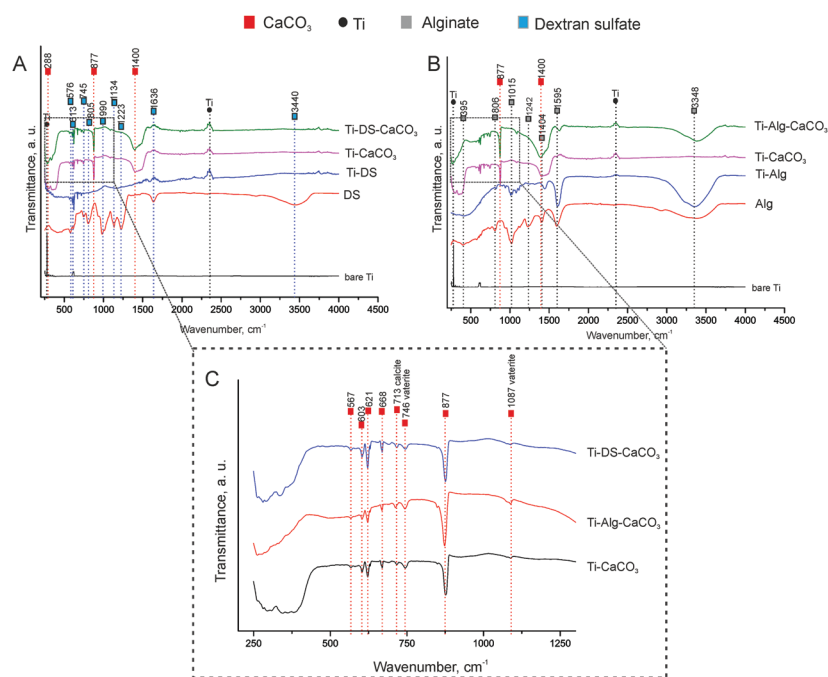 CaCO₃ Ti Alginate Dextran sulfate
A
288
576
613
745
805
877
990
1134
1223
1400
1636
Ti
3440
Ti
Ti-DS-CaCO₃
Ti-CaCO₃
Ti-DS
DS
bare Ti
Transmittance, a. u.
500 1000 1500 2000 2500 3000 3500 4000 4500
Wavenumber, cm⁻¹
B
Ti
395
806
877
1015
1242
1400
1404
1595
Ti
3348
Ti-Alg-CaCO₃
Ti-CaCO₃
Ti-Alg
Alg
bare Ti
Transmittance, a. u.
500 1000 1500 2000 2500 3000 3500 4000 4500
Wavenumber, cm⁻¹
C
567
603
621
668
713 calcite
746 vaterite
877
1087 vaterite
Ti-DS-CaCO₃
Ti-Alg-CaCO₃
Ti-CaCO₃
Transmittance, a. u.
250 500 750 1000 1250
Wavenumber, cm⁻¹